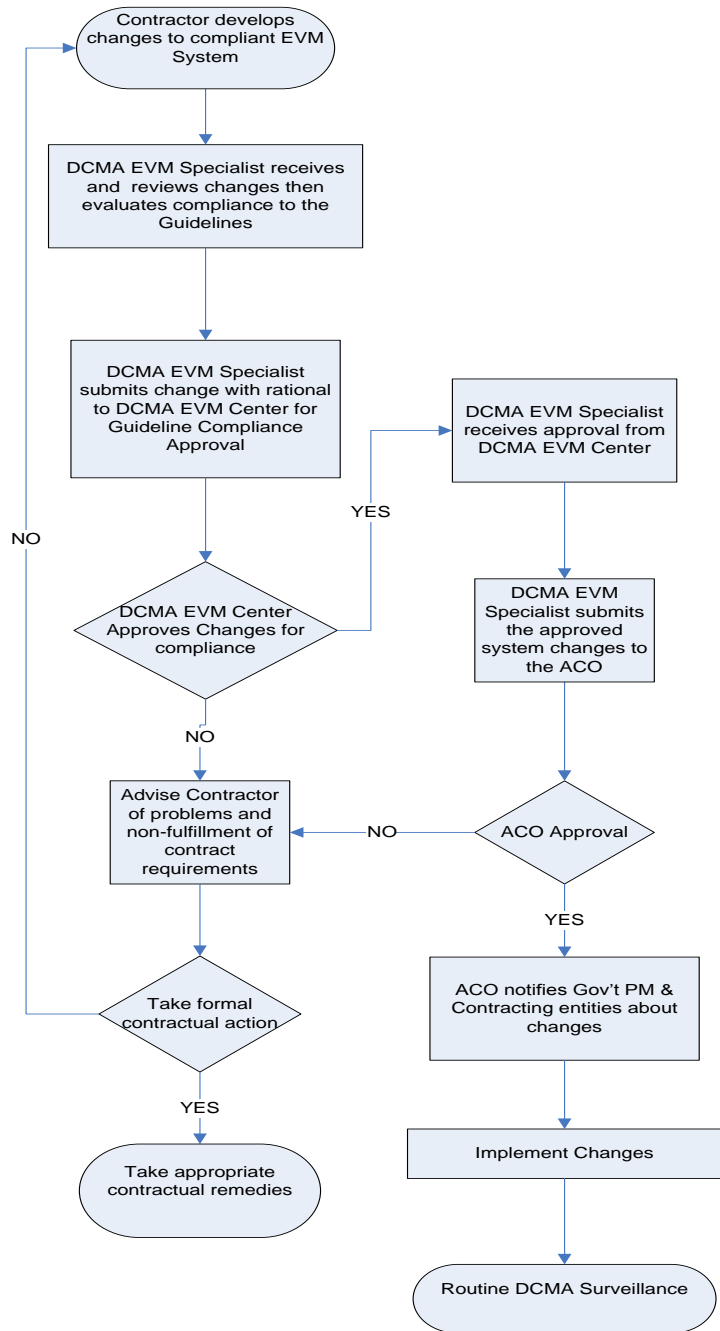 Contractor develops
changes to compliant EVM
System
DCMA EVM Specialist receives
and reviews changes then
evaluates compliance to the
Guidelines
DCMA EVM Specialist
submits change with rational
to DCMA EVM Center for
Guideline Compliance
Approval
DCMA EVM Specialist
receives approval from
DCMA EVM Center
YES
NO
DCMA EVM Center
Approves Changes for
compliance
DCMA EVM
Specialist submits
the approved
system changes to
the ACO
NO
Advise Contractor
of problems and
non-fulfillment of
contract
requirements
NO
ACO Approval
YES
Take formal
contractual action
ACO notifies Gov’t PM &
Contracting entities about
changes
YES
Take appropriate
contractual remedies
Implement Changes
Routine DCMA Surveillance